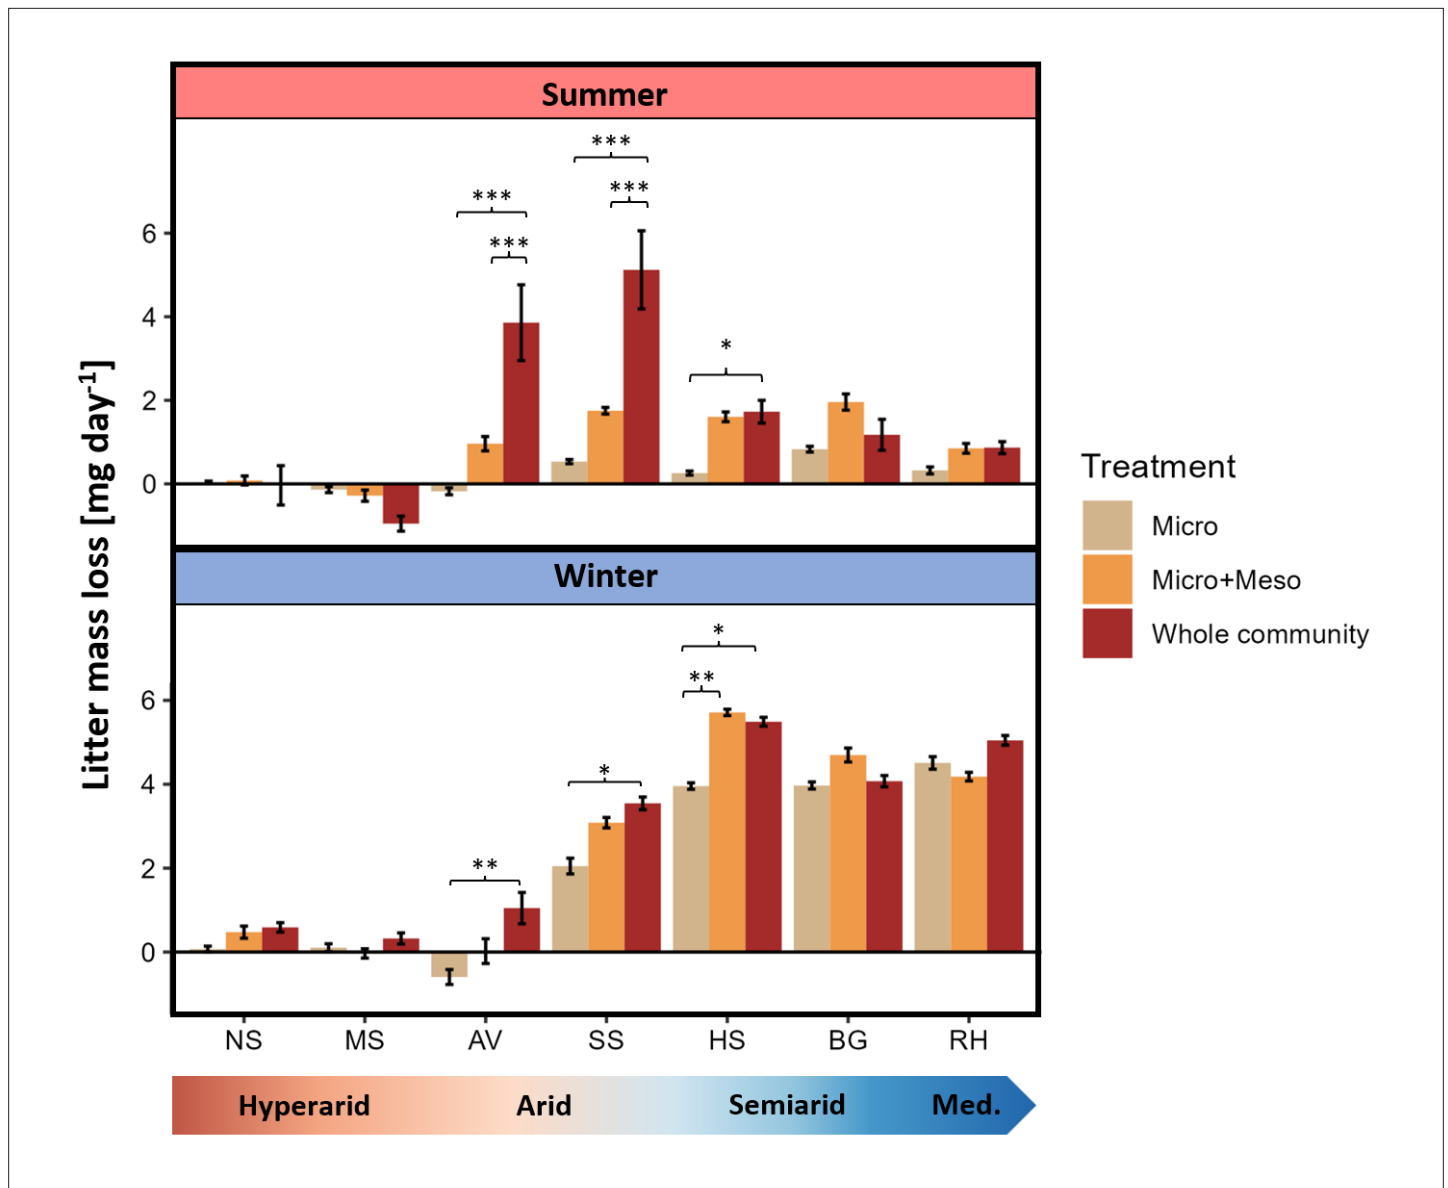 Summer
***
***
***
***
*
6
4
2
0
Litter mass loss [mg day-1]
Winter
*
**
*
**
6
4
2
0
NS MS AV SS HS BG RH
Hyperarid Arid Semiarid Med.
Treatment
Micro
Micro+Meso
Whole community